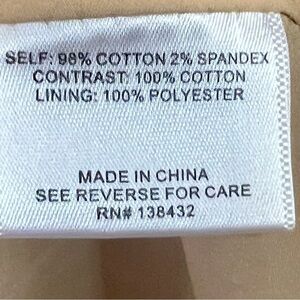 SELF: 98% COTTON 2% SPANDEX
CONTRAST: 100% COTTON
LINING: 100% POLYESTER
MADE IN CHINA
SEE REVERSE FOR CARE
RN# 138432